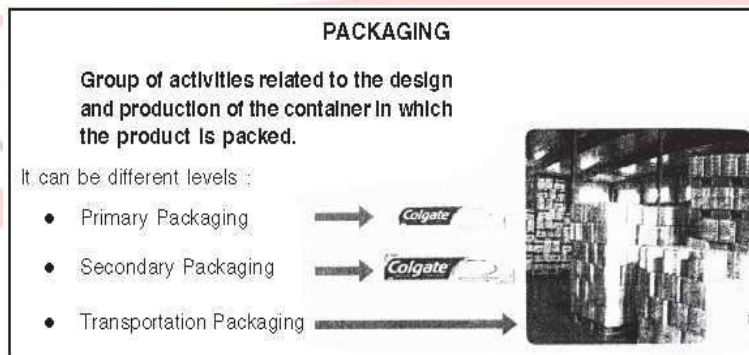 PACKAGING
Group of activities related to the design
and production of the container in which
the product is packed.
It can be different levels :
● Primary Packaging
Colgate
● Secondary Packaging
Colgate
● Transportation Packaging